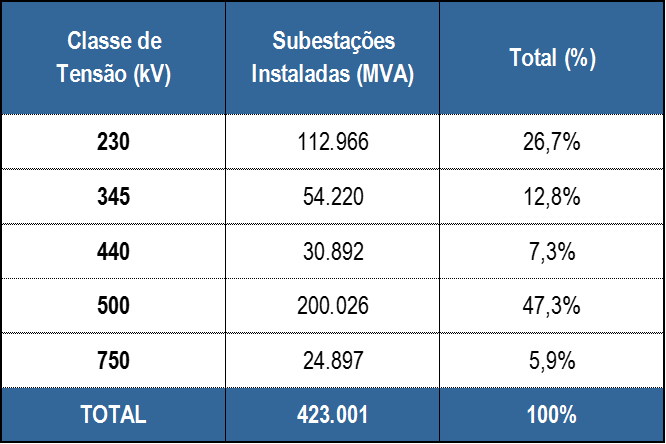 Classe de Tensão (kV) Subestações Instaladas (MVA) Total (%)
230 112.966 26,7%
345 54.220 12,8%
440 30.892 7,3%
500 200.026 47,3%
750 24.897 5,9%
TOTAL 423.001 100%